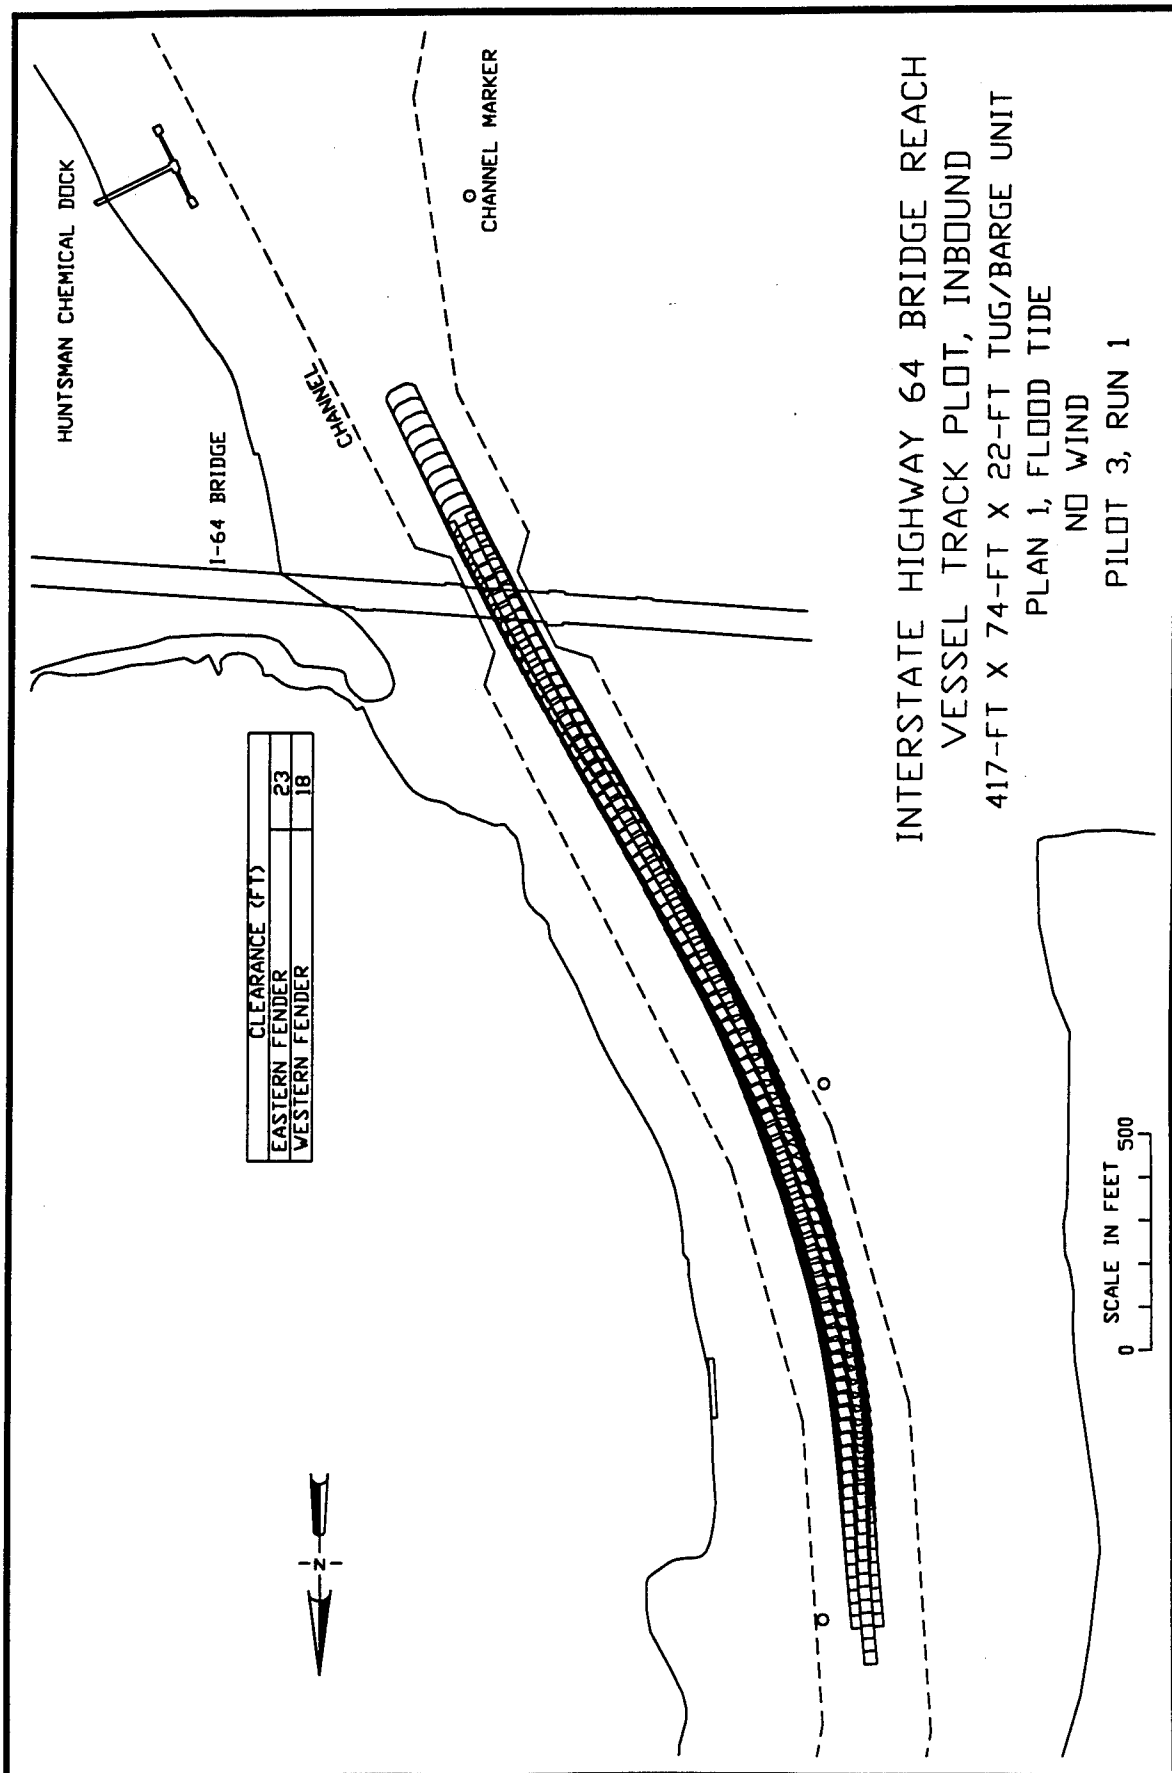 HUNTSMAN CHEMICAL DOCK
CHANNEL MARKER
CHANNEL
I-64 BRIDGE
CLEARANCE (FT)
EASTERN FENDER 23
WESTERN FENDER 18
N
INTERSTATE HIGHWAY 64 BRIDGE REACH
VESSEL TRACK PLOT, INBOUND
417-FT X 74-FT X 22-FT TUG/BARGE UNIT
PLAN 1, FLOOD TIDE
NO WIND
PILOT 3, RUN 1
SCALE IN FEET
0 500